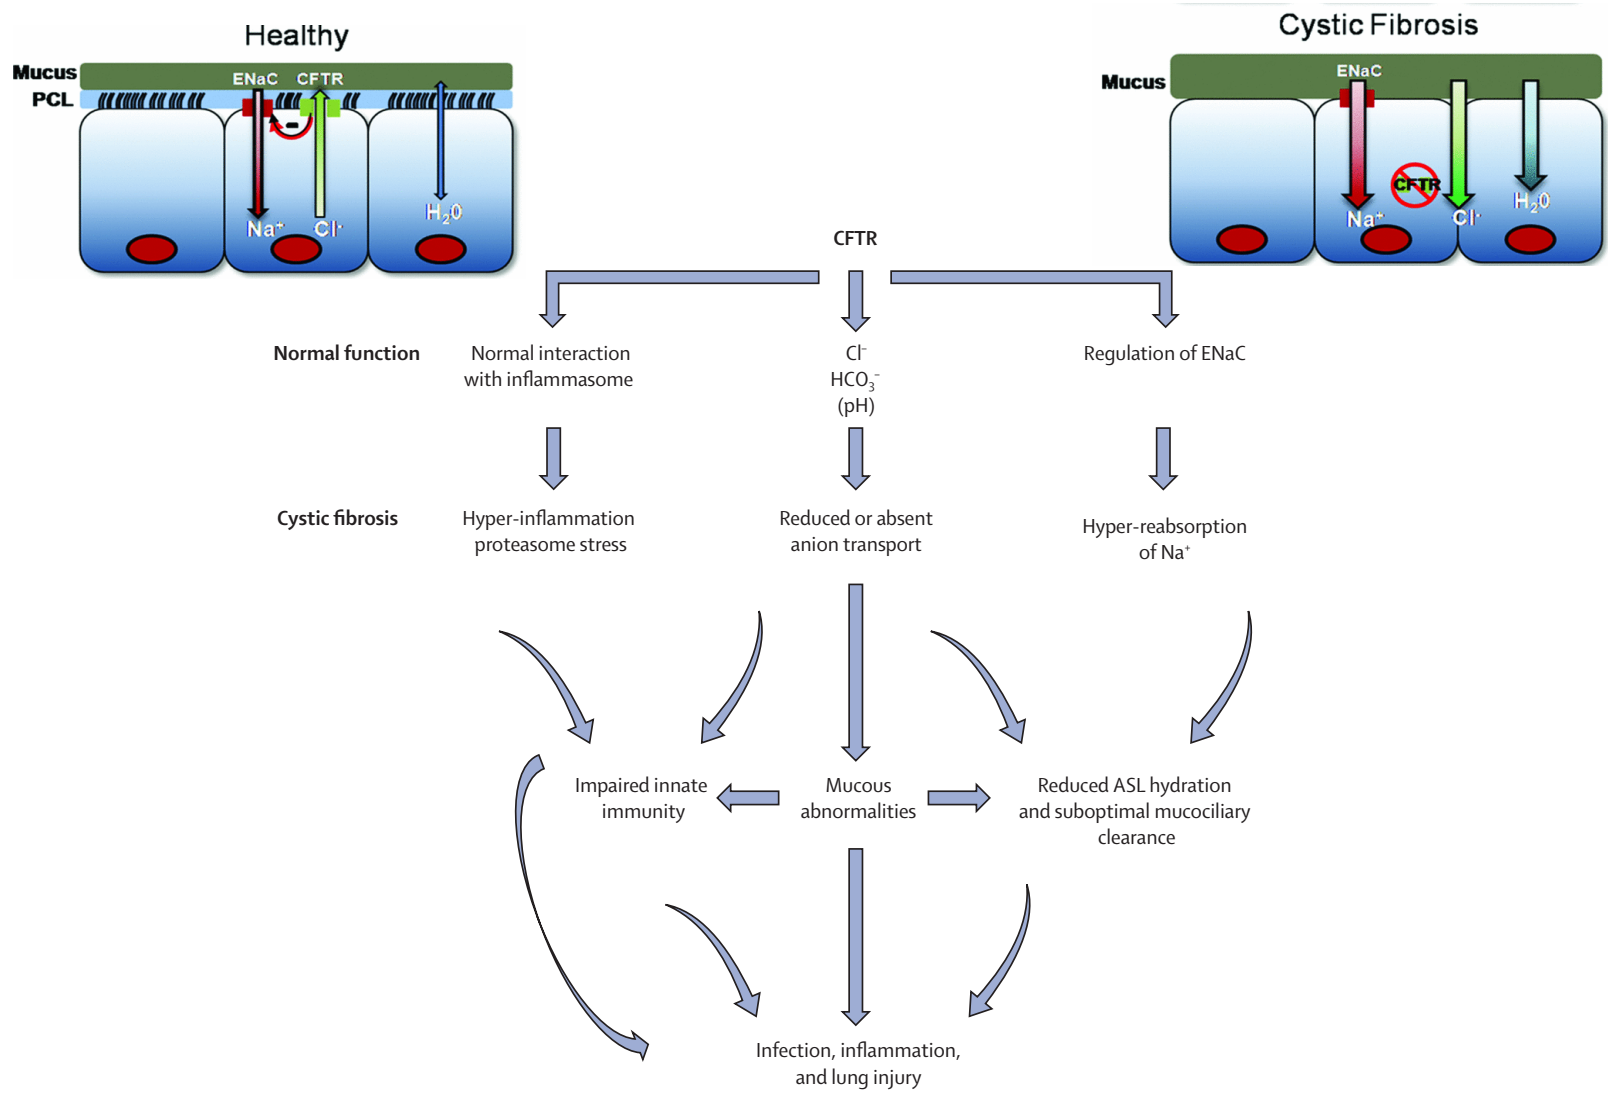 Healthy
Mucus
PCL
ENaC CFTR
-
Na⁺
Cl⁻
H₂0
Cystic Fibrosis
Mucus
ENaC
CFTR
Na⁺
Cl⁻
H₂0
CFTR
Normal function
Normal interaction
with inflammasome
Cl⁻
HCO₃⁻
(pH)
Regulation of ENaC
Cystic fibrosis
Hyper-inflammation
proteasome stress
Reduced or absent
anion transport
Hyper-reabsorption
of Na⁺
Impaired innate
immunity
Mucous
abnormalities
Reduced ASL hydration
and suboptimal mucociliary
clearance
Infection, inflammation,
and lung injury